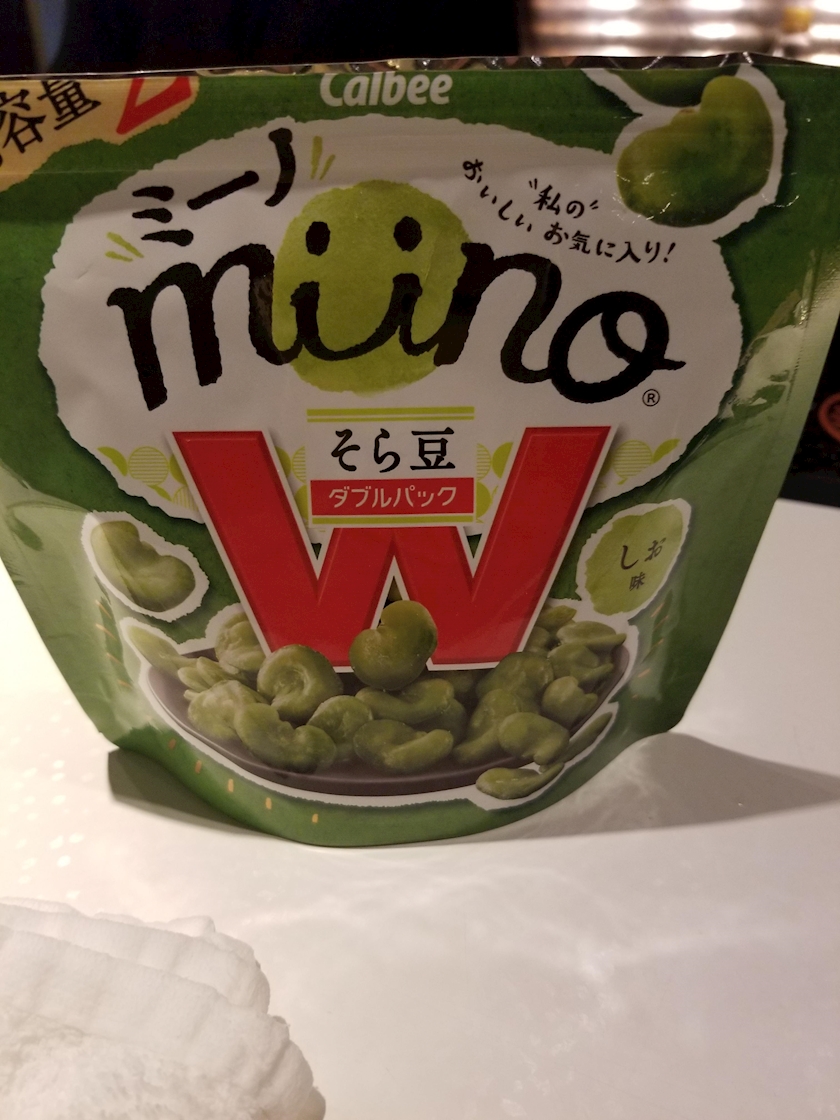 容量
Calbee
ミーノ
miino
®
おいしい
"私の"
お気に入り!
そら豆
ダブルパック
W
しお
味